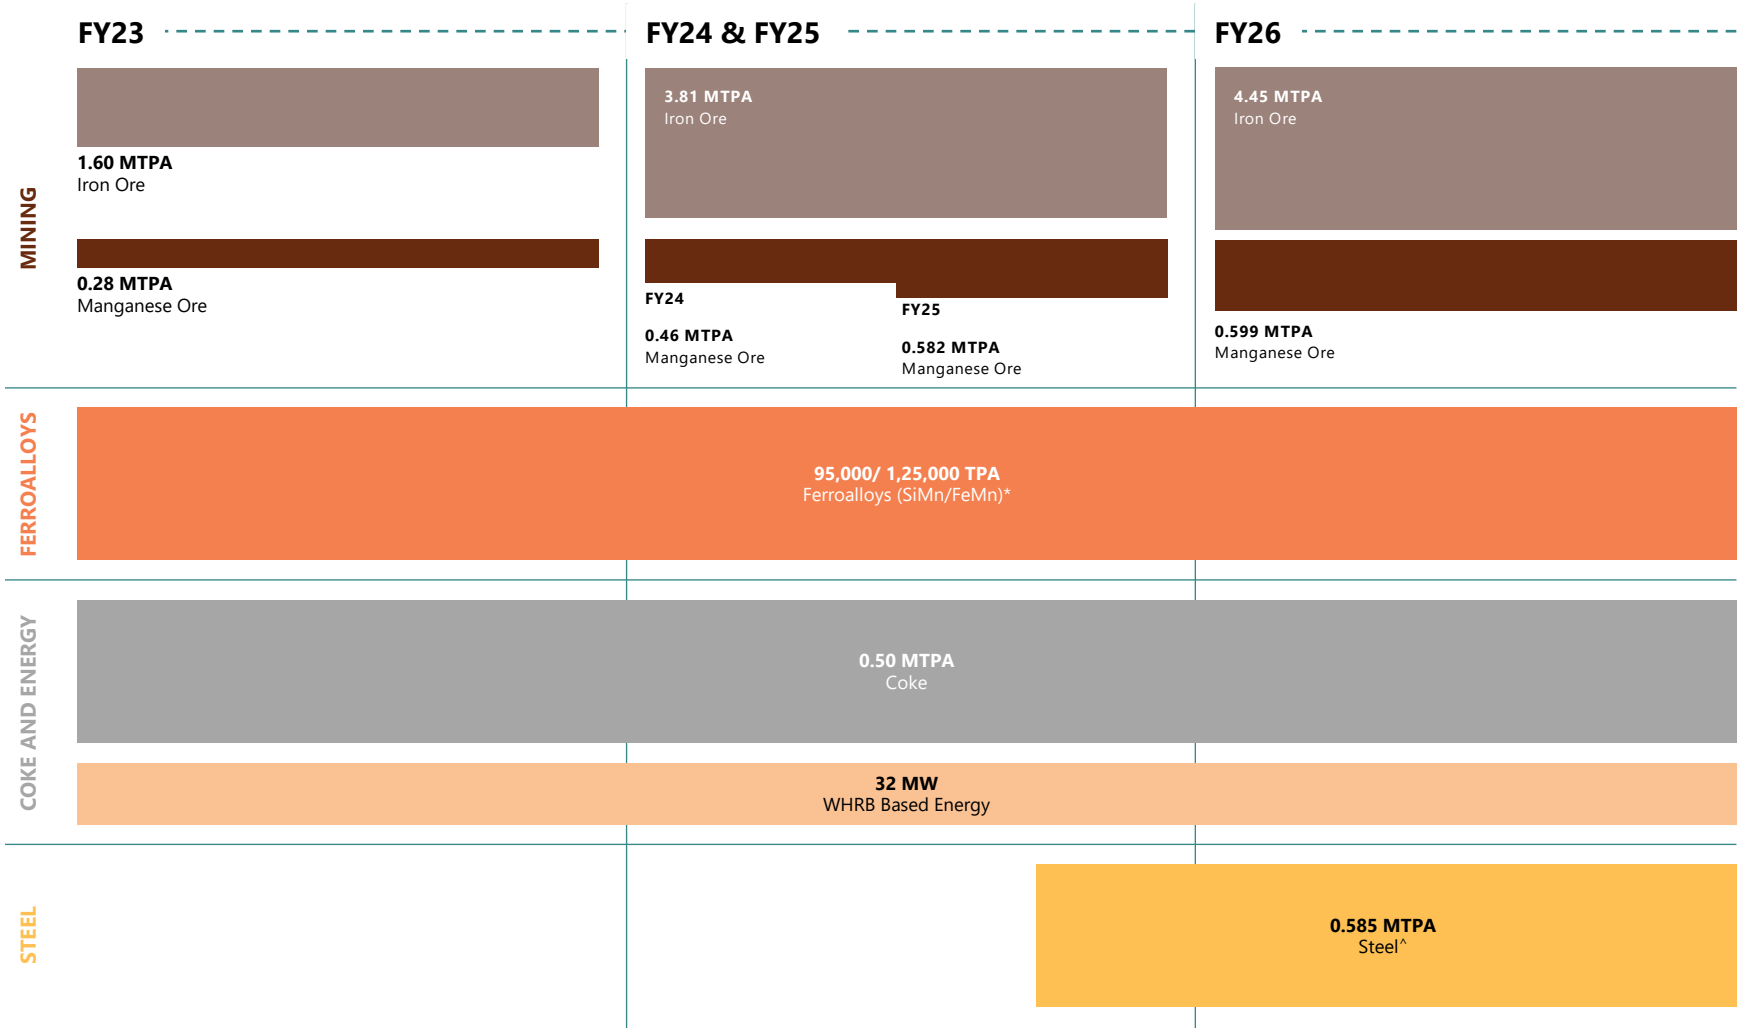 FY23
FY24 & FY25
FY26
MINING
1.60 MTPA
Iron Ore
3.81 MTPA
Iron Ore
4.45 MTPA
Iron Ore
0.28 MTPA
Manganese Ore
FY24
0.46 MTPA
Manganese Ore
FY25
0.582 MTPA
Manganese Ore
0.599 MTPA
Manganese Ore
FERROALLOYS
95,000/ 1,25,000 TPA
Ferroalloys (SiMn/FeMn)*
COKE AND ENERGY
0.50 MTPA
Coke
32 MW
WHRB Based Energy
STEEL
0.585 MTPA
Steel^